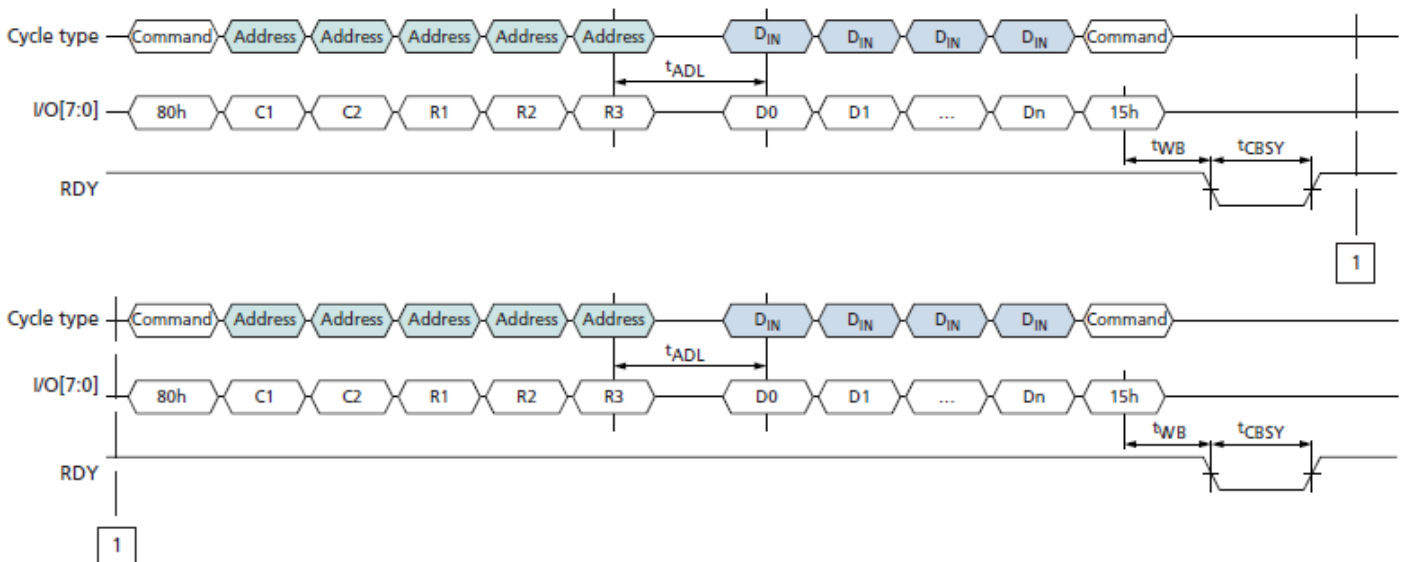 Cycle type Command Address Address Address Address Address DIN DIN DIN DIN Command
tADL
I/O[7:0] 80h C1 C2 R1 R2 R3 D0 D1 ... Dn 15h
tWB tCBSY
RDY
1
Cycle type Command Address Address Address Address Address DIN DIN DIN DIN Command
tADL
I/O[7:0] 80h C1 C2 R1 R2 R3 D0 D1 ... Dn 15h
tWB tCBSY
RDY
1